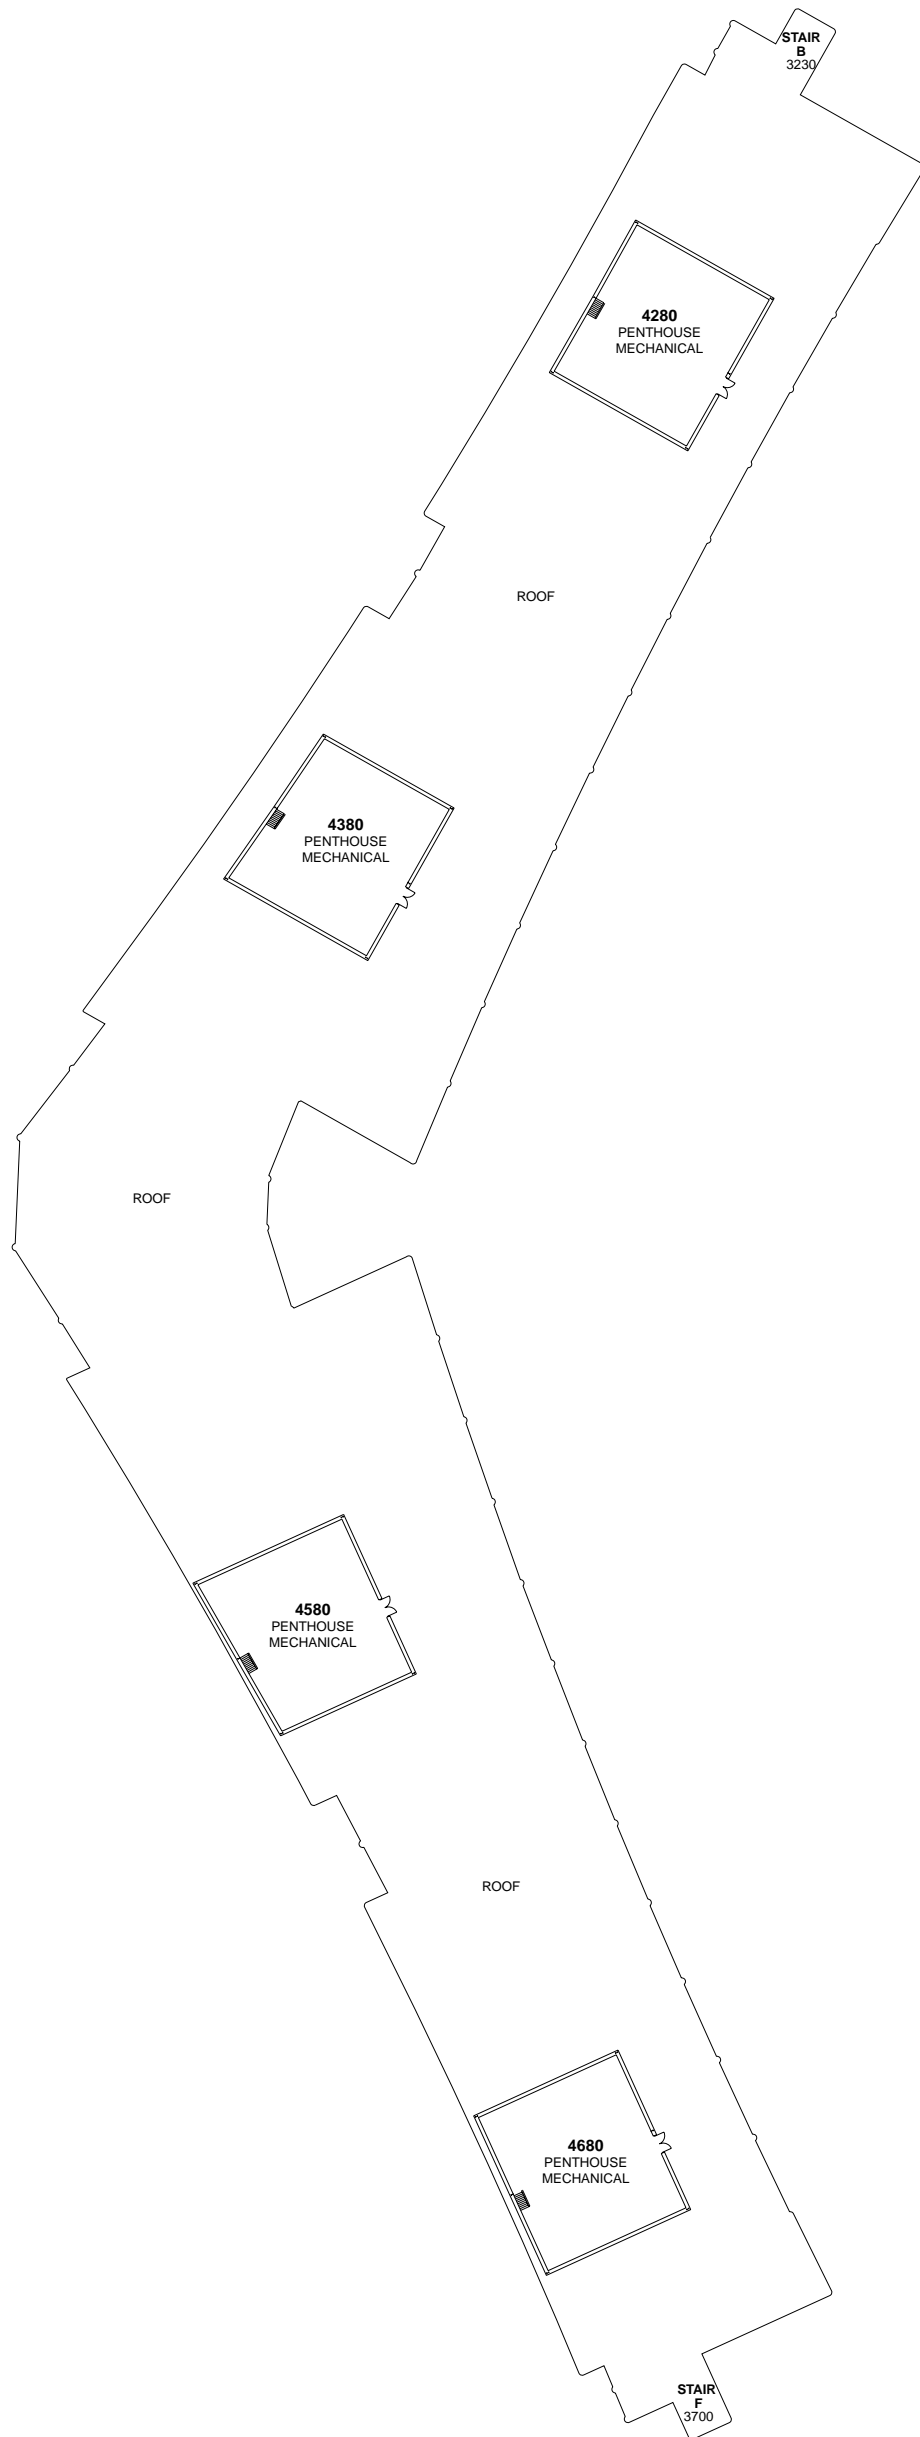 STAIR
B
3230
4280
PENTHOUSE
MECHANICAL
ROOF
4380
PENTHOUSE
MECHANICAL
ROOF
4580
PENTHOUSE
MECHANICAL
ROOF
4680
PENTHOUSE
MECHANICAL
STAIR
F
3700